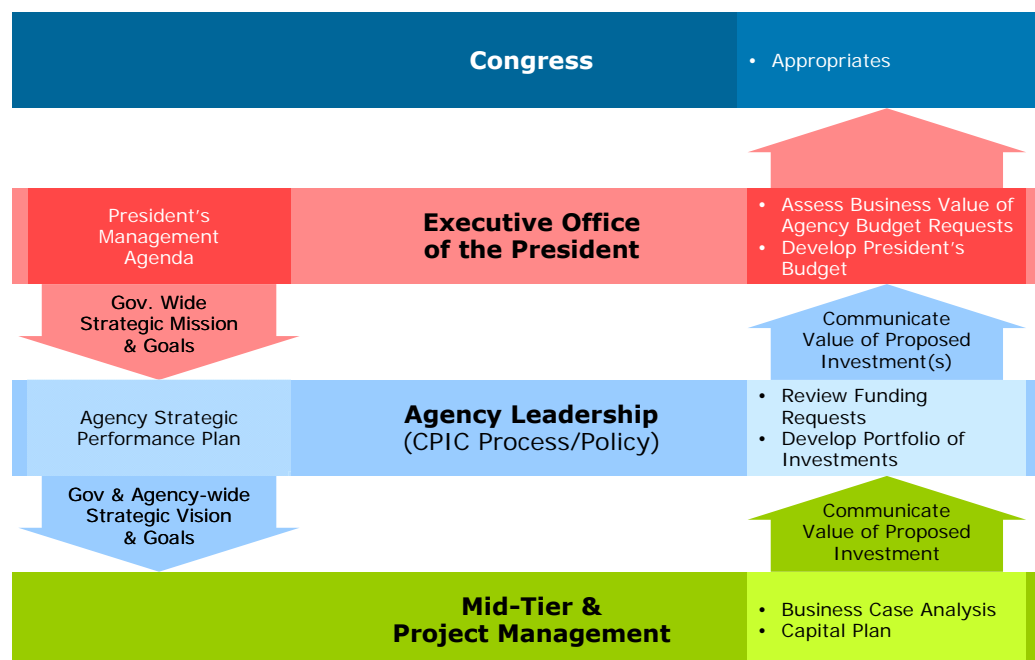 Congress
• Appropriates
President's
Management
Agenda
Executive Office
of the President
• Assess Business Value of
Agency Budget Requests
• Develop President's
Budget
Gov. Wide
Strategic Mission
& Goals
Communicate
Value of Proposed
Investment(s)
Agency Strategic
Performance Plan
Agency Leadership
(CPIC Process/Policy)
• Review Funding
Requests
• Develop Portfolio of
Investments
Gov & Agency-wide
Strategic Vision
& Goals
Communicate
Value of Proposed
Investment
Mid-Tier &
Project Management
• Business Case Analysis
• Capital Plan